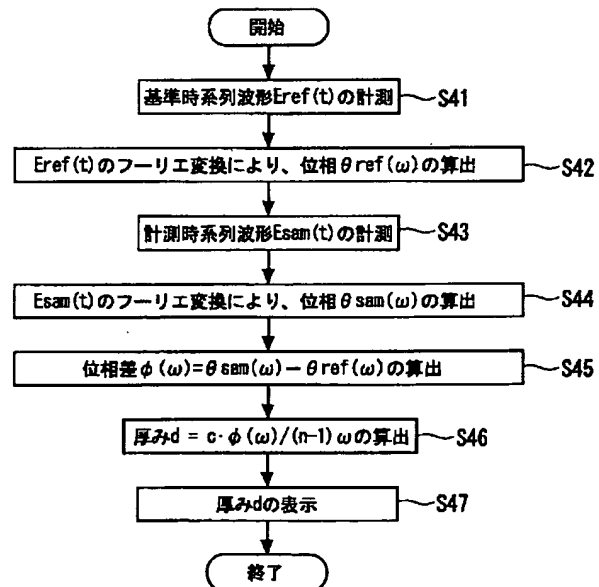 開始
基準時系列波形Eref(t)の計測
S41
Eref(t)のフーリエ変換により、位相θref(ω)の算出
S42
計測時系列波形Esam(t)の計測
S43
Esam(t)のフーリエ変換により、位相θsam(ω)の算出
S44
位相差φ(ω)=θsam(ω)−θref(ω)の算出
S45
厚みd = c·φ(ω)/(n-1)ωの算出
S46
厚みdの表示
S47
終了